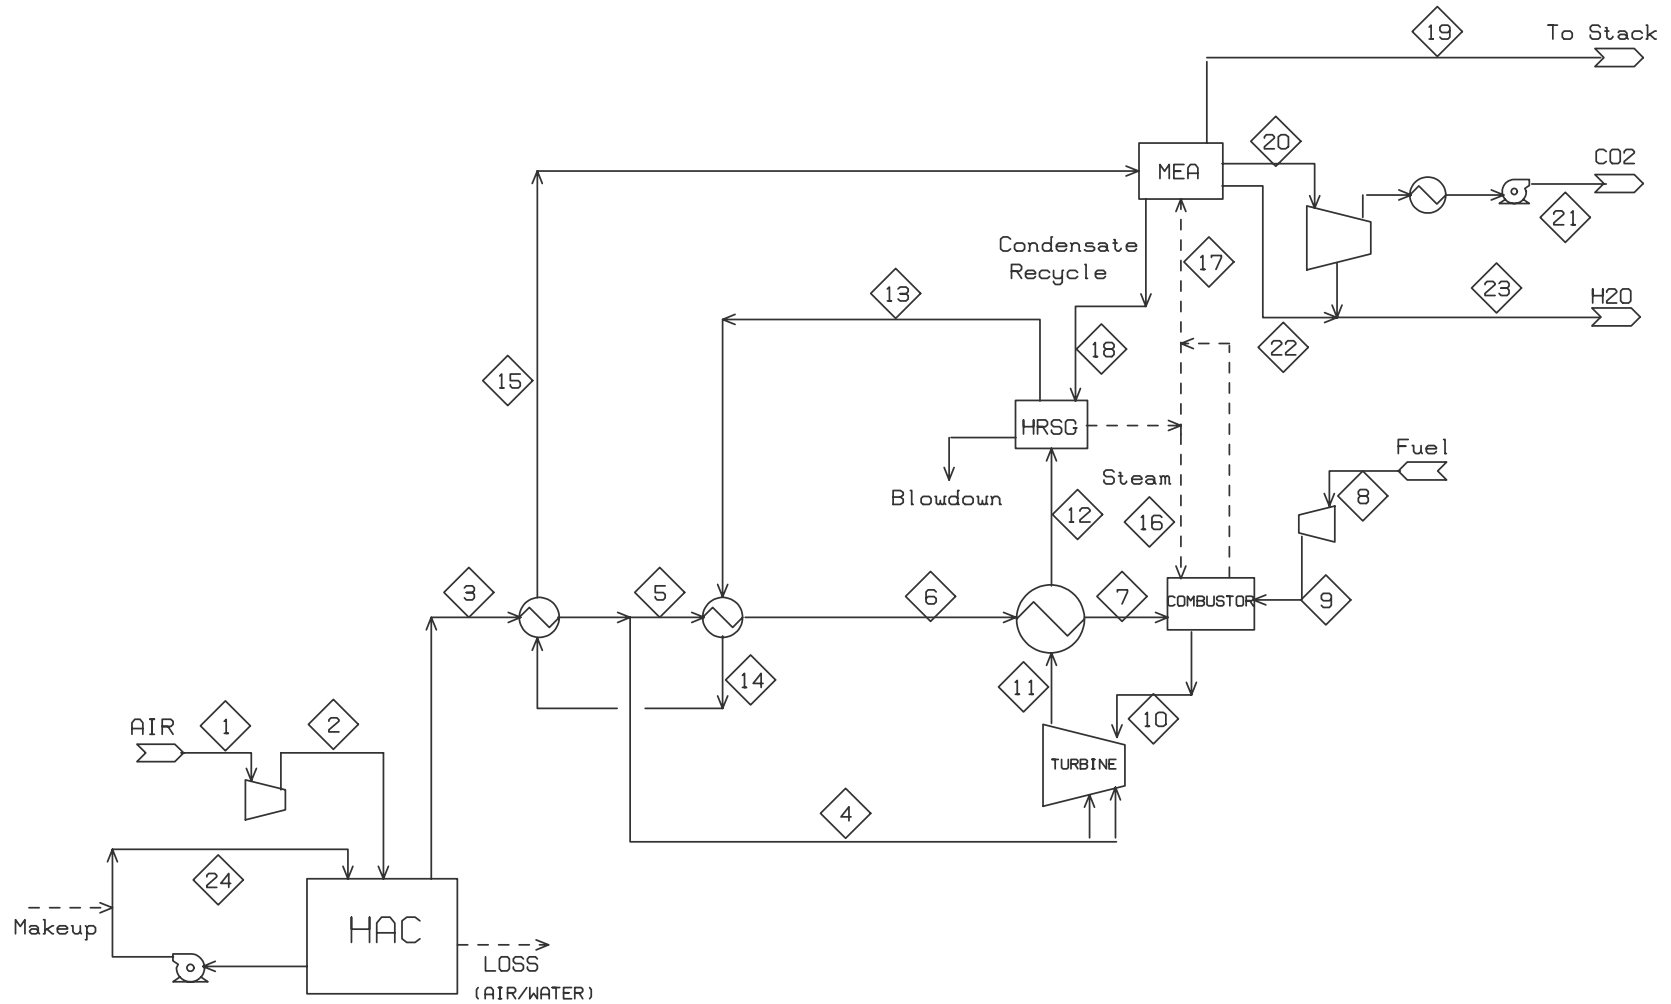 19
To Stack
20
CO2
MEA
21
Condensate
Recycle
17
23
H2O
13
18
22
15
HRSG
Fuel
Steam
8
Blowdown
12
16
3
5
6
7
COMBUSTOR
9
14
11
10
AIR
1
2
TURBINE
4
24
Makeup
HAC
LOSS
(AIR/WATER)